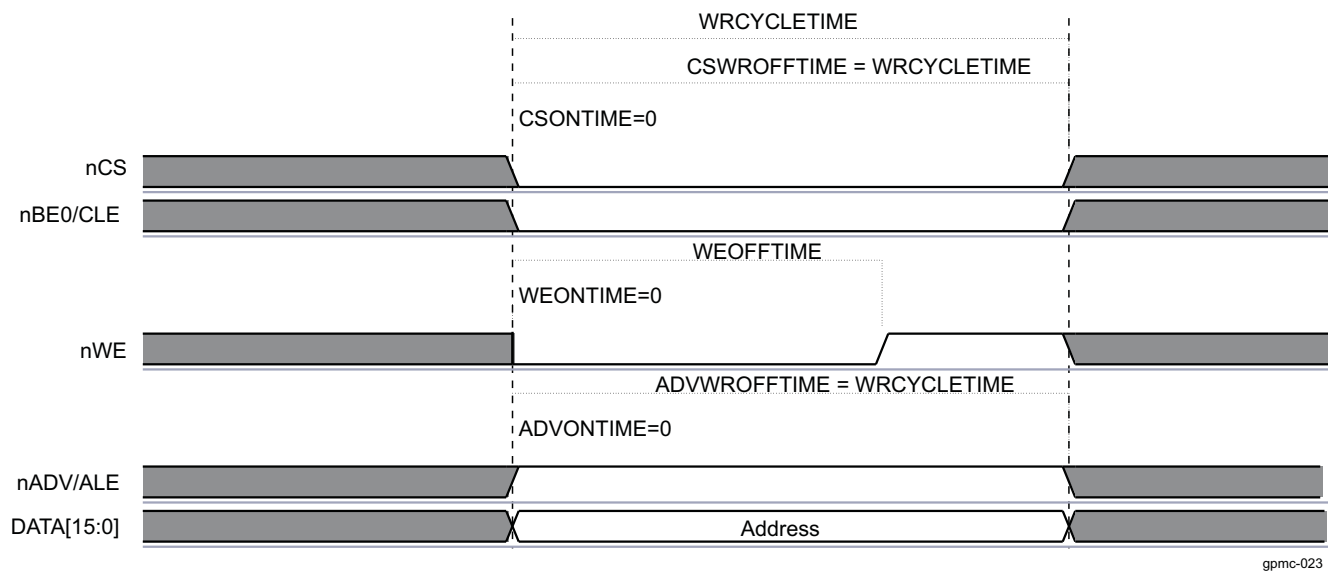 WRCYCLETIME
CSWROFFTIME = WRCYCLETIME
CSONTIME=0
nCS
nBE0/CLE
WEOFFTIME
WEONTIME=0
nWE
ADVWROFFTIME = WRCYCLETIME
ADVONTIME=0
nADV/ALE
DATA[15:0] Address
gpmc-023